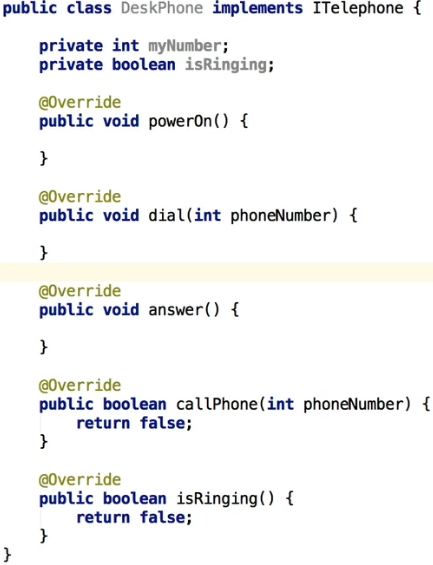 public class DeskPhone implements ITelephone {

    private int myNumber;
    private boolean isRinging;

    @Override
    public void powerOn() {

    }

    @Override
    public void dial(int phoneNumber) {

    }

    @Override
    public void answer() {

    }

    @Override
    public boolean callPhone(int phoneNumber) {
        return false;
    }

    @Override
    public boolean isRinging() {
        return false;
    }
}